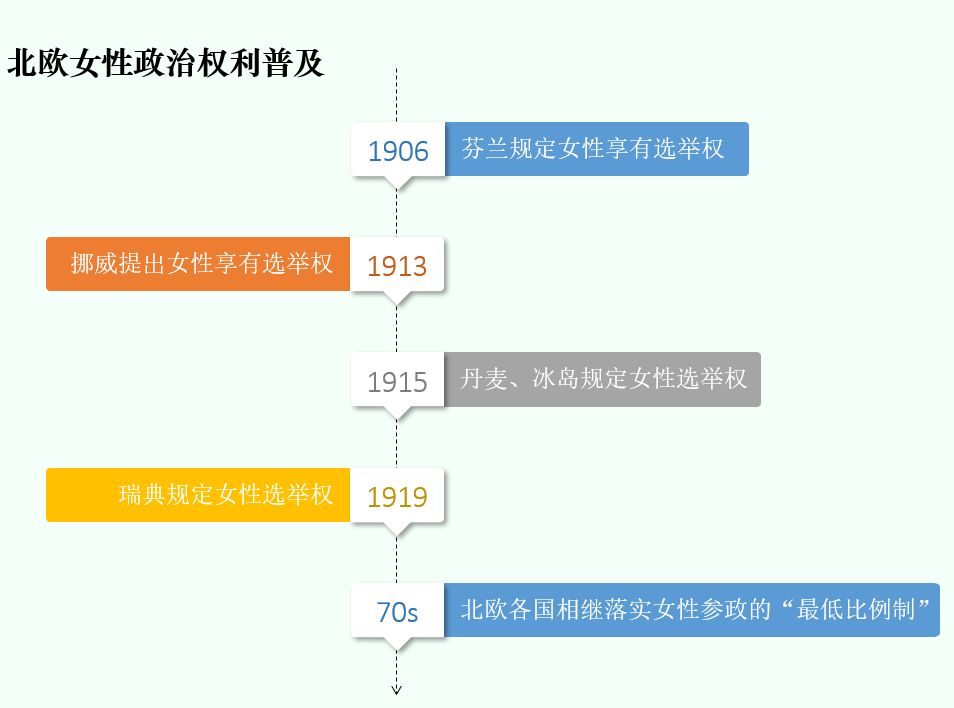 北欧女性政治权利普及
1906 芬兰规定女性享有选举权
挪威提出女性享有选举权 1913
1915 丹麦、冰岛规定女性选举权
瑞典规定女性选举权 1919
70s 北欧各国相继落实女性参政的“最低比例制”